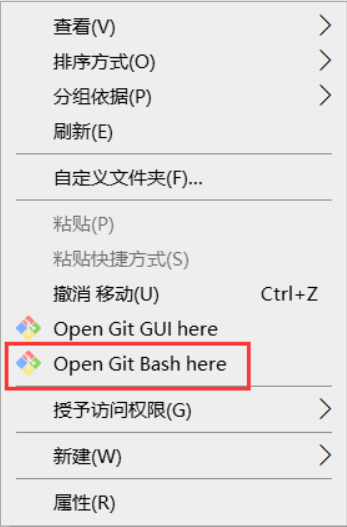 查看(V)
排序方式(O)
分组依据(P)
刷新(E)
自定义文件夹(F)...
粘贴(P)
粘贴快捷方式(S)
撤消 移动(U) Ctrl+Z
Open Git GUI here
Open Git Bash here
授予访问权限(G)
新建(W)
属性(R)